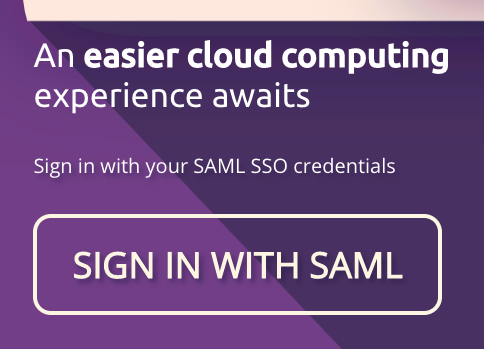 An easier cloud computing
experience awaits
Sign in with your SAML SSO credentials
SIGN IN WITH SAML